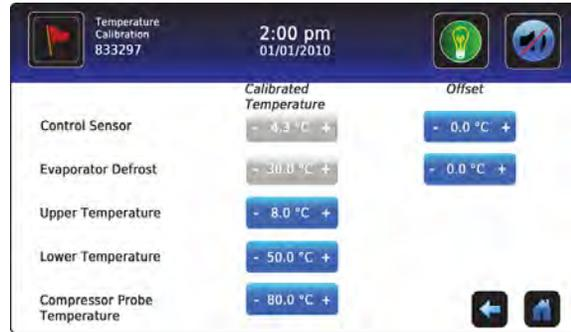 Temperature
Calibration
833297
2:00 pm
01/01/2010
Calibrated
Temperature
Offset
Control Sensor
- 4.3 °C +
- 0.0 °C +
Evaporator Defrost
- 30.0 °C +
- 0.0 °C +
Upper Temperature
- 8.0 °C +
Lower Temperature
- 50.0 °C +
Compressor Probe
Temperature
- 80.0 °C +